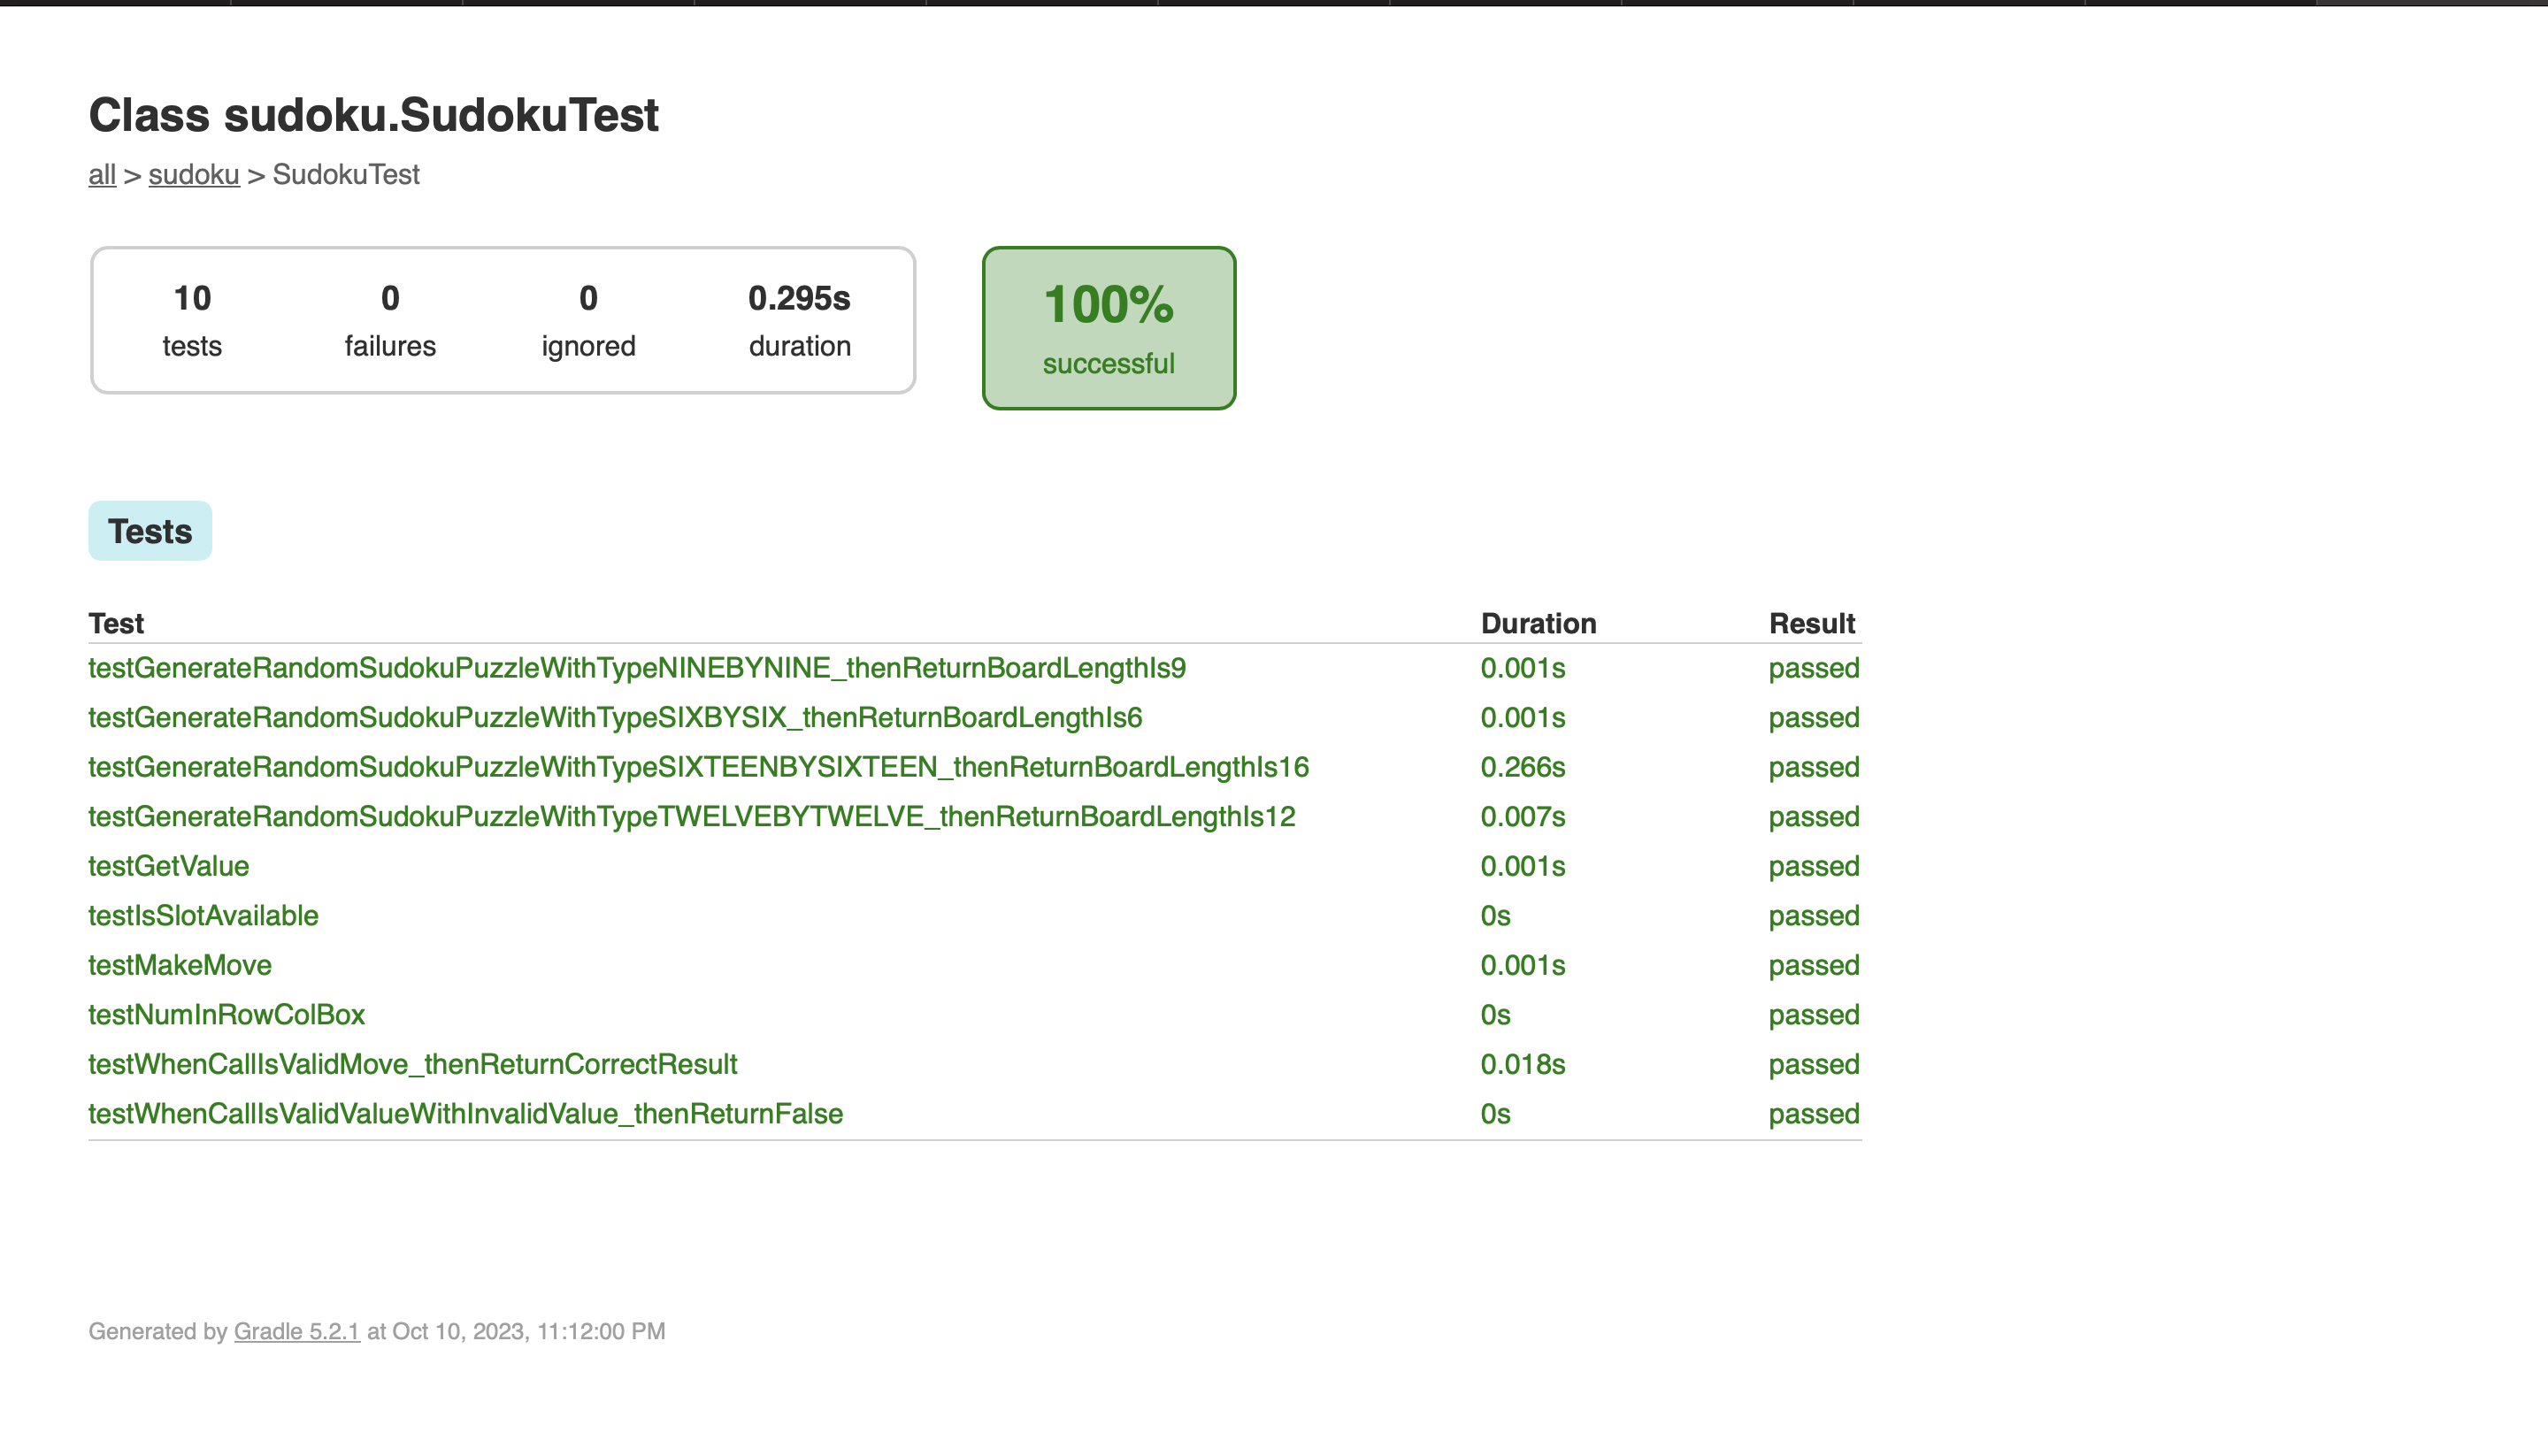 Class sudoku.SudokuTest
all > sudoku > SudokuTest
10 0 0 0.295s
tests failures ignored duration
100%
successful
Tests
Test Duration Result
testGenerateRandomSudokuPuzzleWithTypeNINEBYNINE_thenReturnBoardLengthIs9 0.001s passed
testGenerateRandomSudokuPuzzleWithTypeSIXBYSIX_thenReturnBoardLengthIs6 0.001s passed
testGenerateRandomSudokuPuzzleWithTypeSIXTEENBYSIXTEEN_thenReturnBoardLengthIs16 0.266s passed
testGenerateRandomSudokuPuzzleWithTypeTWELVEBYTWELVE_thenReturnBoardLengthIs12 0.007s passed
testGetValue 0.001s passed
testIsSlotAvailable 0s passed
testMakeMove 0.001s passed
testNumInRowColBox 0s passed
testWhenCallIsValidMove_thenReturnCorrectResult 0.018s passed
testWhenCallIsValidValueWithInvalidValue_thenReturnFalse 0s passed
Generated by Gradle 5.2.1 at Oct 10, 2023, 11:12:00 PM